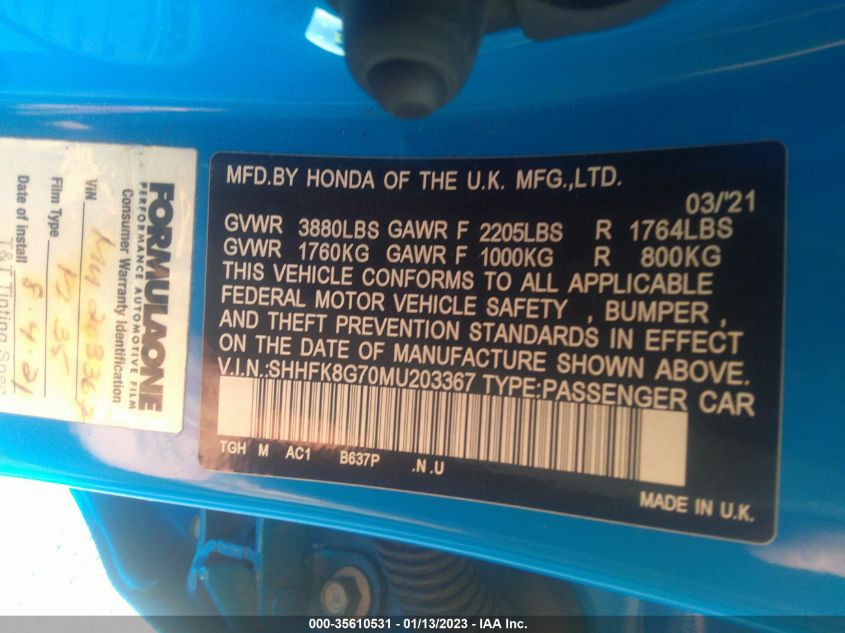 MFD.BY HONDA OF THE U.K. MFG.,LTD.
03/'21
GVWR 3880LBS GAWR F 2205LBS R 1764LBS
GVWR 1760KG GAWR F 1000KG R 800KG
THIS VEHICLE CONFORMS TO ALL APPLICABLE
FEDERAL MOTOR VEHICLE SAFETY , BUMPER ,
AND THEFT PREVENTION STANDARDS IN EFFECT
ON THE DATE OF MANUFACTURE SHOWN ABOVE.
V.I.N.:SHHFK8G70MU203367 TYPE:PASSENGER CAR
TGH M AC1 B637P .N.U
MADE IN U.K.
FORMULAONE
PERFORMANCE AUTOMOTIVE FILM
Consumer Warranty Identification
VIN MU203367
Film Type
Date of install
T&T Tinting Spec
000-35610531 - 01/13/2023 - IAA Inc.